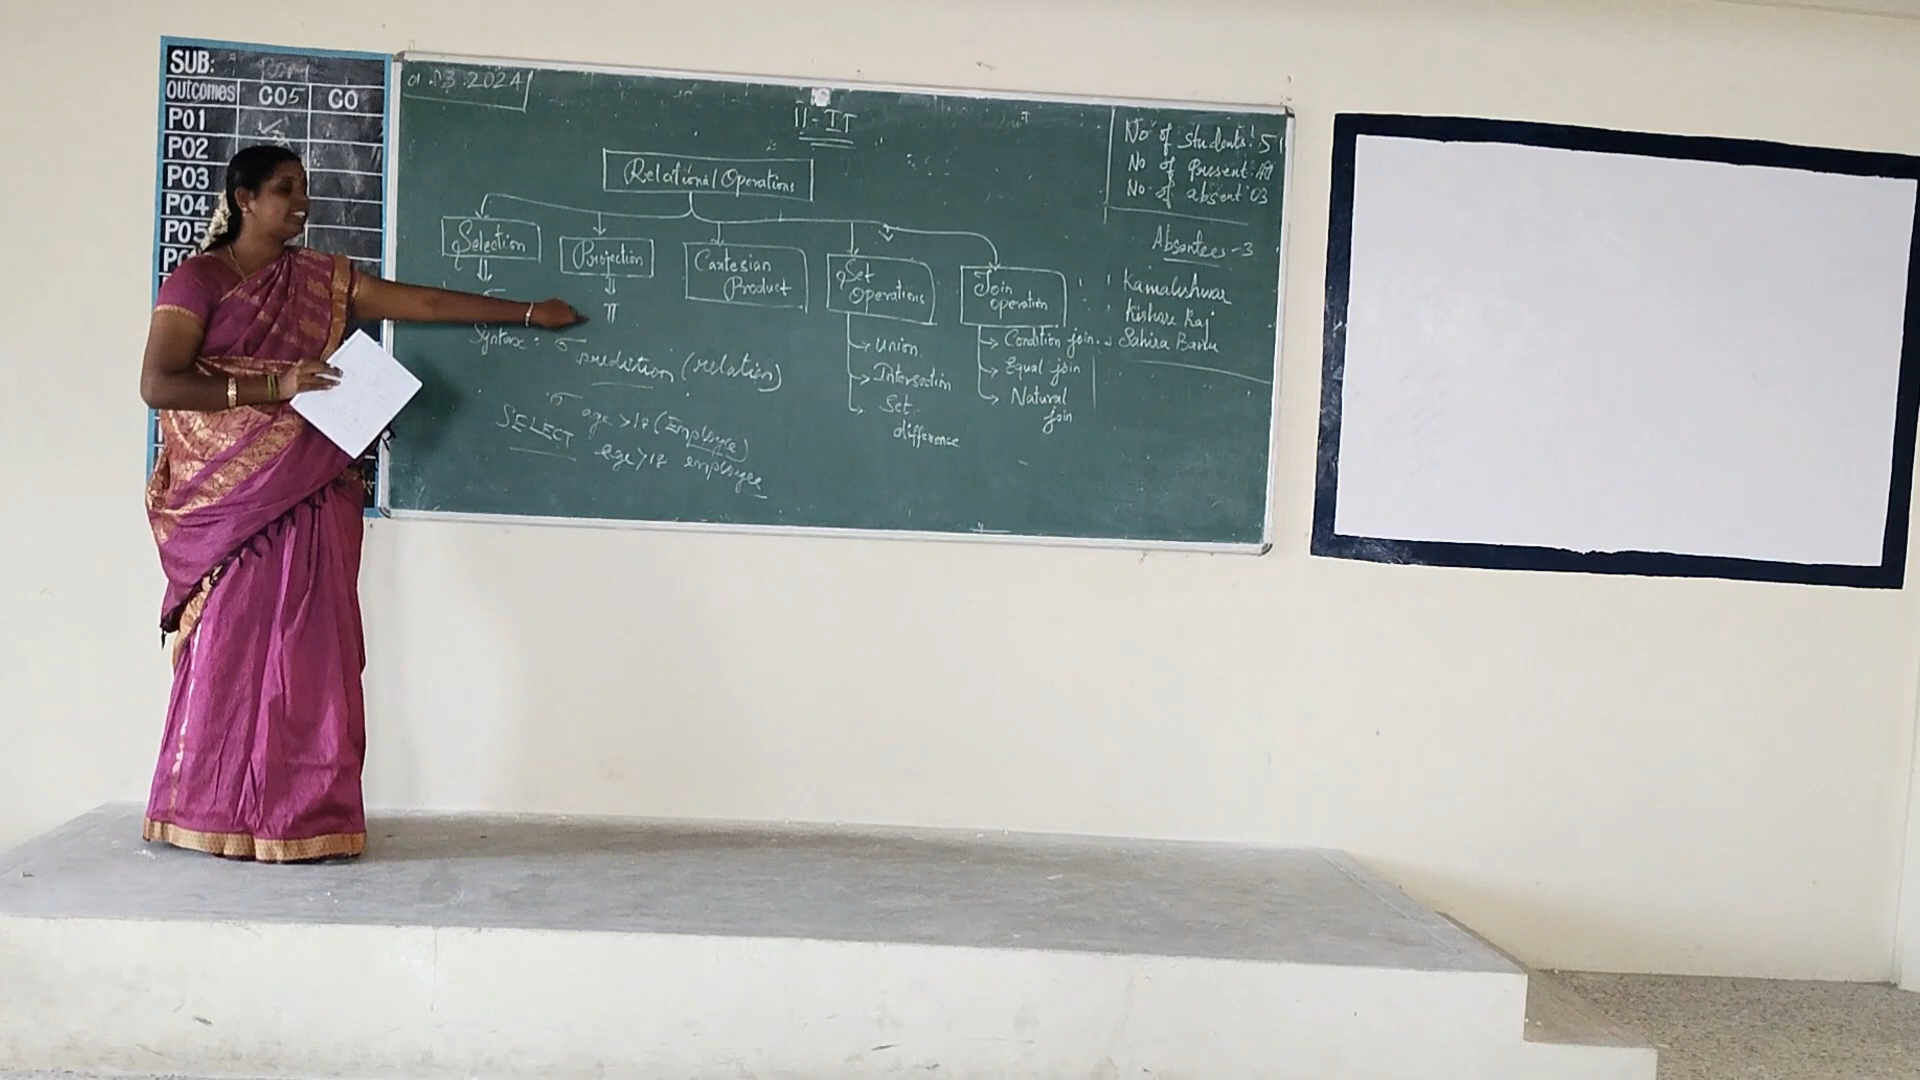 SUB:
outcomes CO5 CO
PO1
PO2
PO3
PO4
PO5
01.03.2024
II-IT
Relational Operations
Selection
Projection
Cartesian
Product
Set
Operations
Join
operation
σ
π
Syntax: σ
prediction (relation)
σ age >18 (Employee)
SELECT
age >18 employee
Union
Intersection
Set
difference
Condition join
Equal join
Natural
join
No of students: 51
No of present:
No. of absent 03
Absentees - 3
Kamaleshwar
Kishore Raj
Sahira Banu